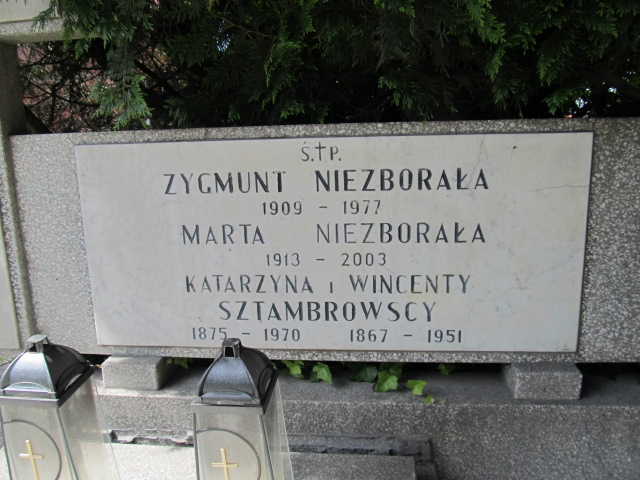 Ś.†P.
ZYGMUNT NIEZBORAŁA
1909 - 1977
MARTA NIEZBORAŁA
1913 - 2003
KATARZYNA i WINCENTY
SZTAMBROWSCY
1875 - 1970 1867 - 1951